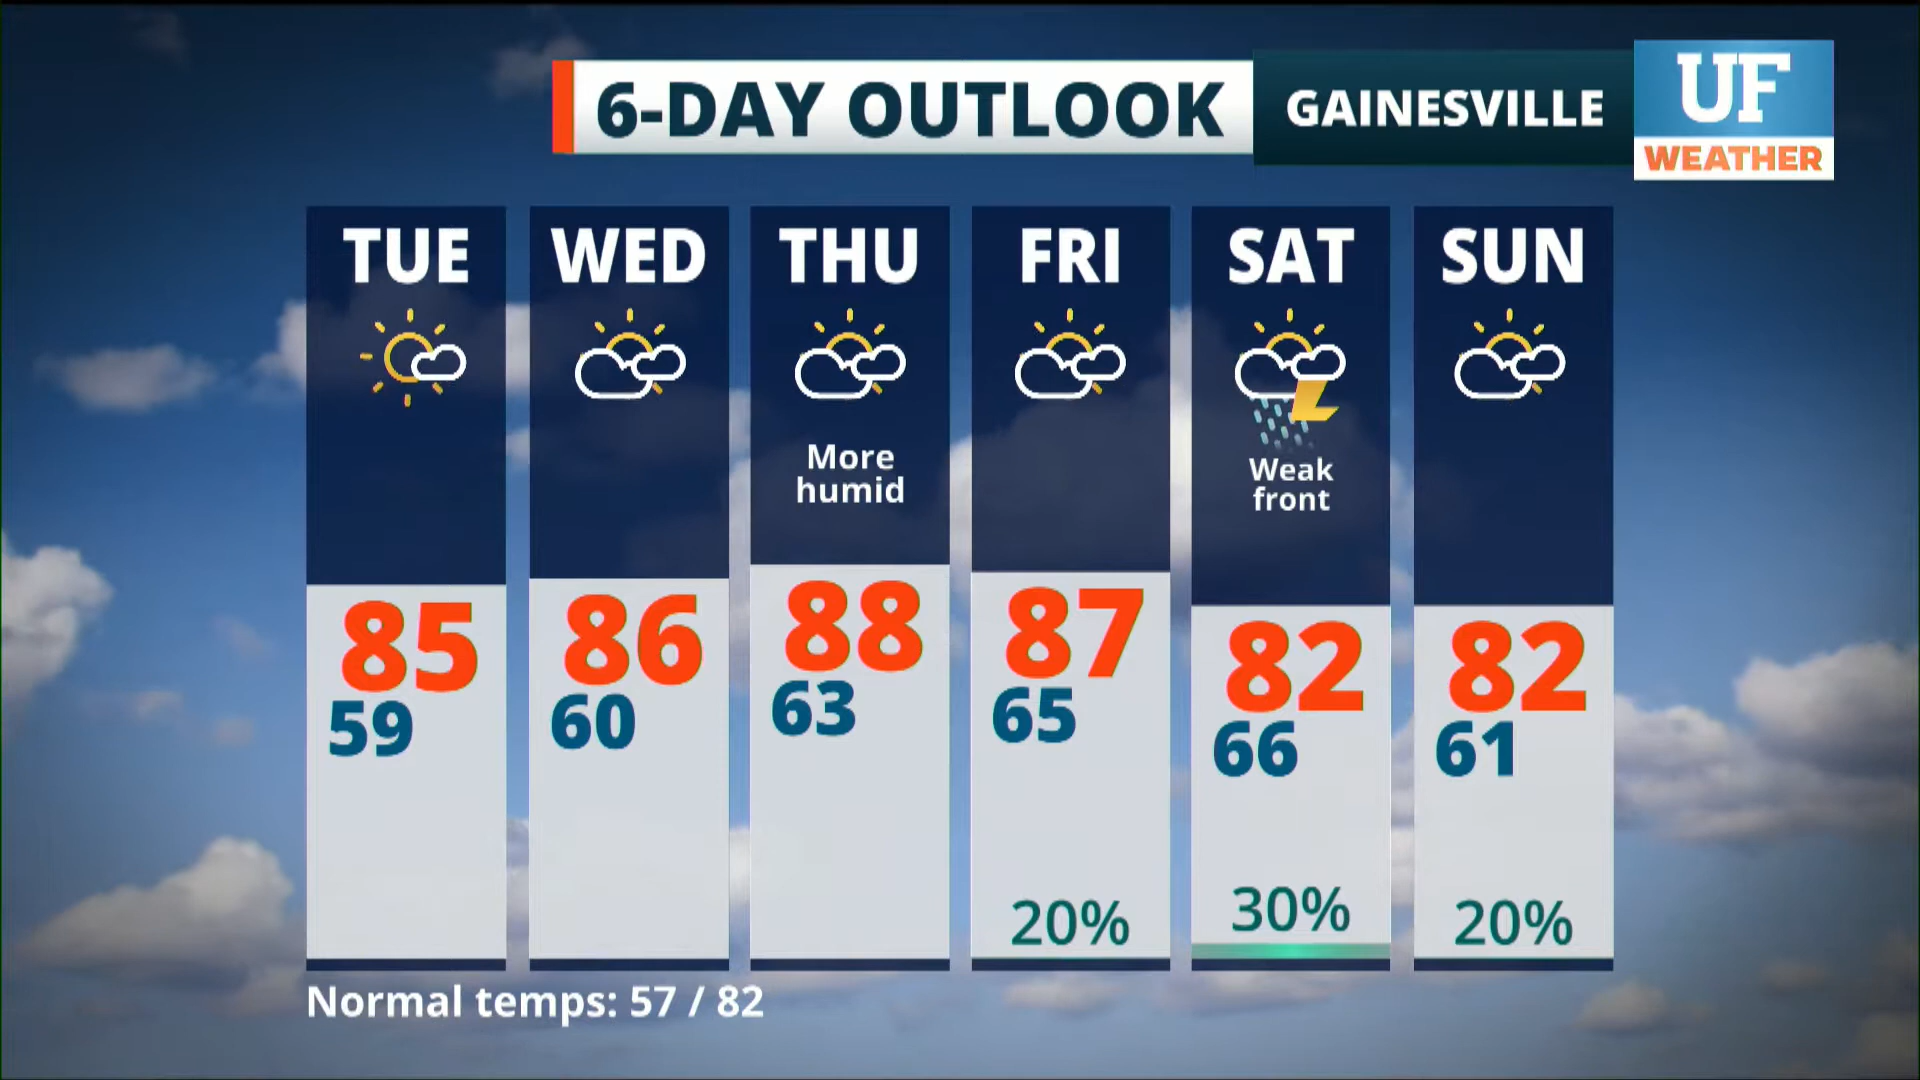 6-DAY OUTLOOK
GAINESVILLE
UF
WEATHER
TUE
85
59
WED
86
60
THU
More
humid
88
63
FRI
87
65
20%
SAT
Weak
front
82
66
30%
SUN
82
61
20%
Normal temps: 57 / 82